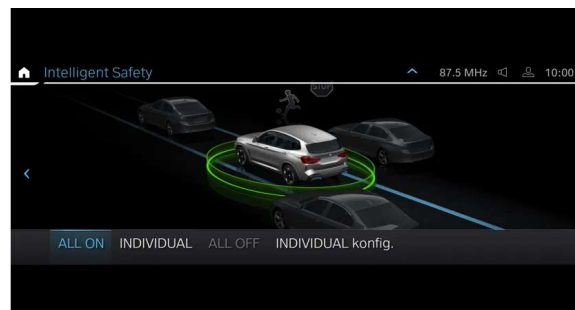 Intelligent Safety 87.5 MHz 10:00
STOP
ALL ON INDIVIDUAL ALL OFF INDIVIDUAL konfig.